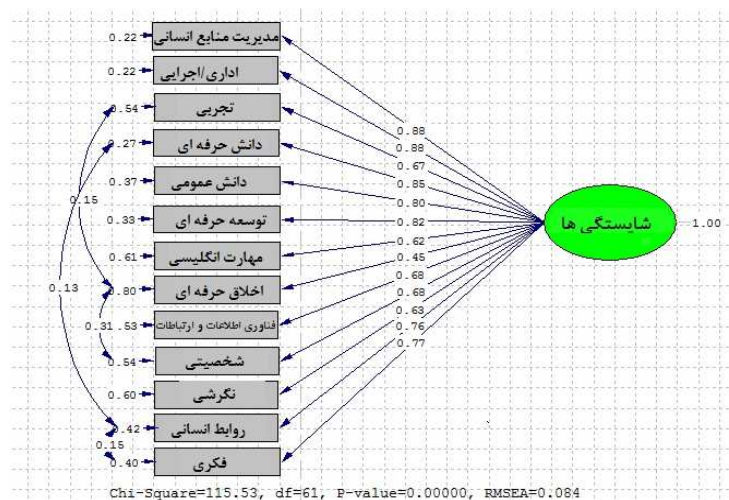 0.22 مدیریت منابع انسانی
0.22 اداری/اجرایی
0.54 تجربی
0.27 دانش حرفه ای
0.37 دانش عمومی
0.33 توسعه حرفه ای
0.61 مهارت انگلیسی
0.80 اخلاق حرفه ای
.53 فناوری اطلاعات و ارتباطات
0.54 شخصیتی
0.60 نگرشی
0.42 روابط انسانی
0.40 فکری
0.15
0.13
0.31
0.15
0.88
0.88
0.67
0.85
0.80
0.82
0.62
0.45
0.68
0.68
0.63
0.76
0.77
شایستگی ها
1.00
Chi-Square=115.53, df=61, P-value=0.00000, RMSEA=0.084